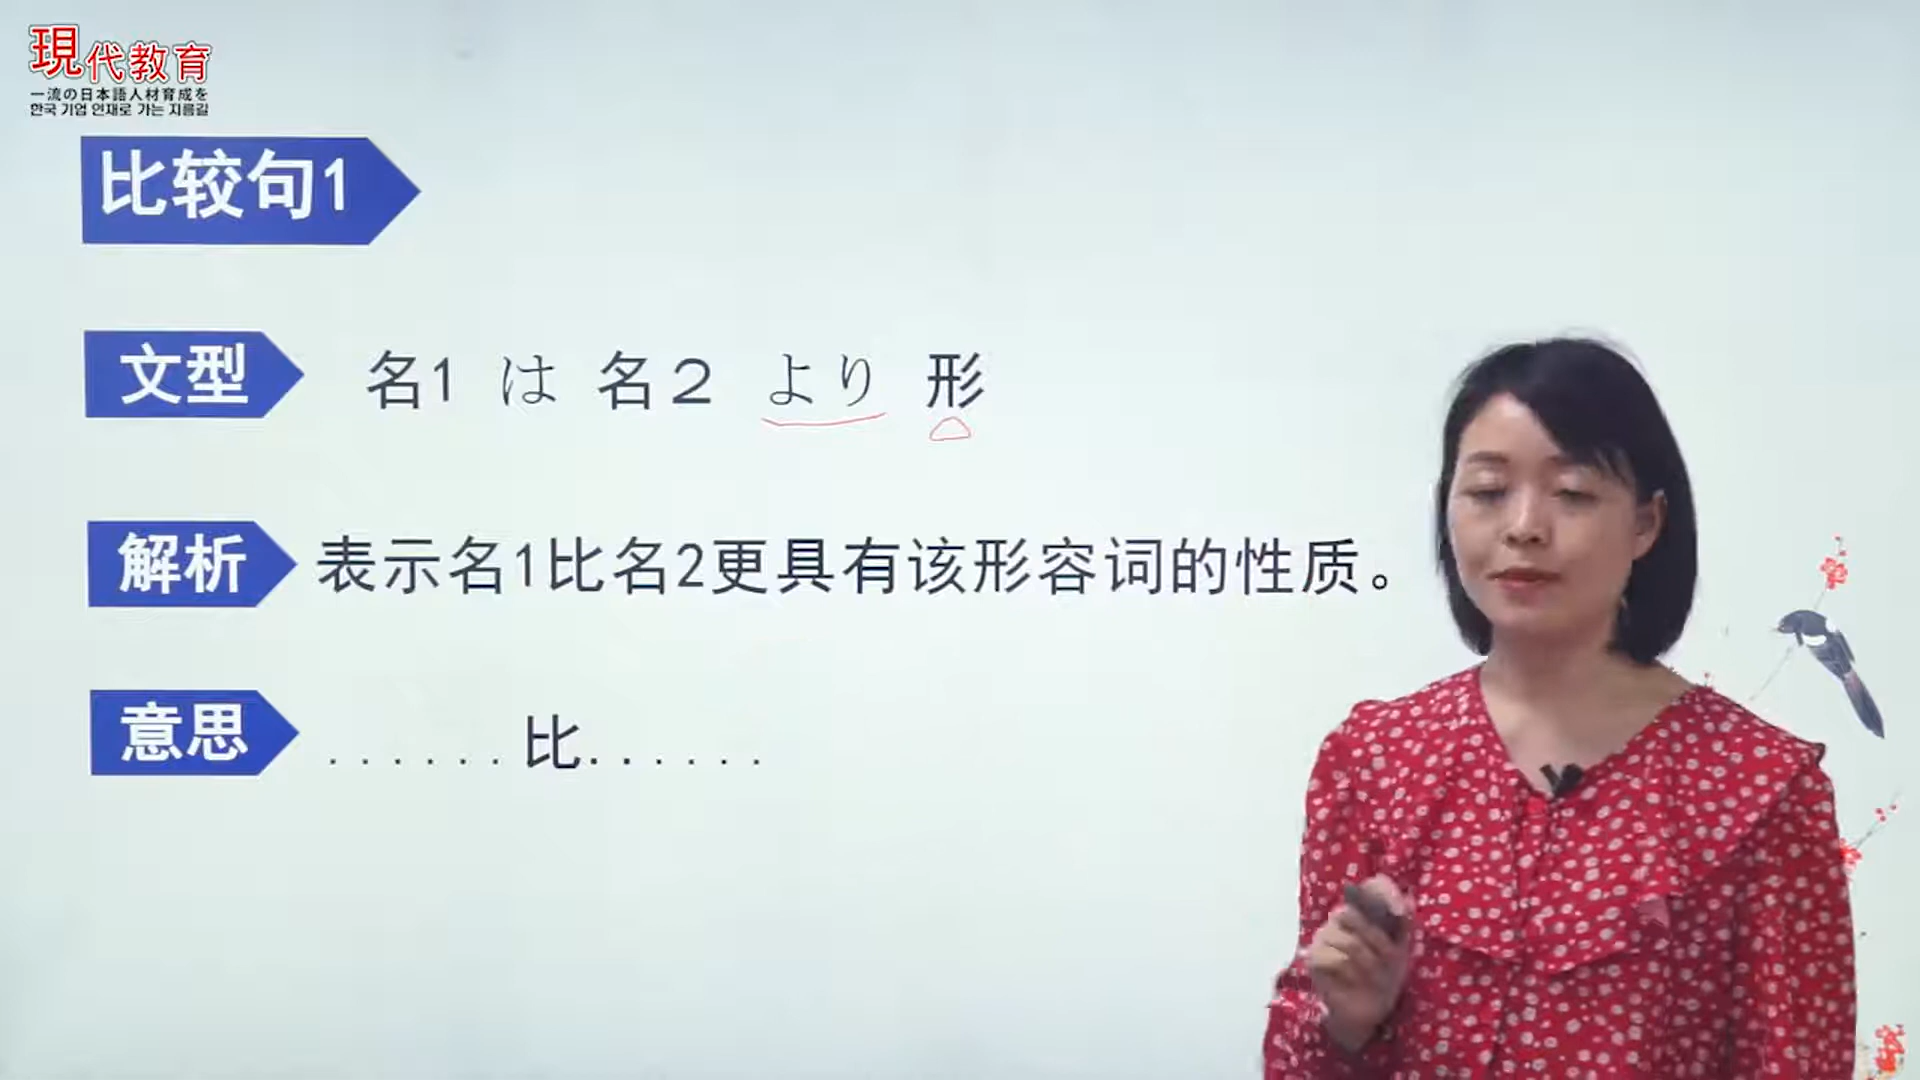 現代教育
一流の日本語人材育成を
한국 기업 인재로 가는 지름길
比较句1
文型 名1 は 名2 より 形
解析 表示名1比名2更具有该形容词的性质。
意思 ......比.......